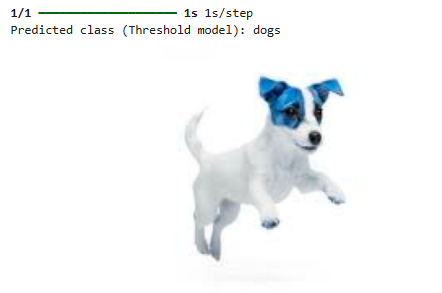 1/1 ━━━━━━━━━━━━━━━━━━━━ 1s 1s/step
Predicted class (Threshold model): dogs